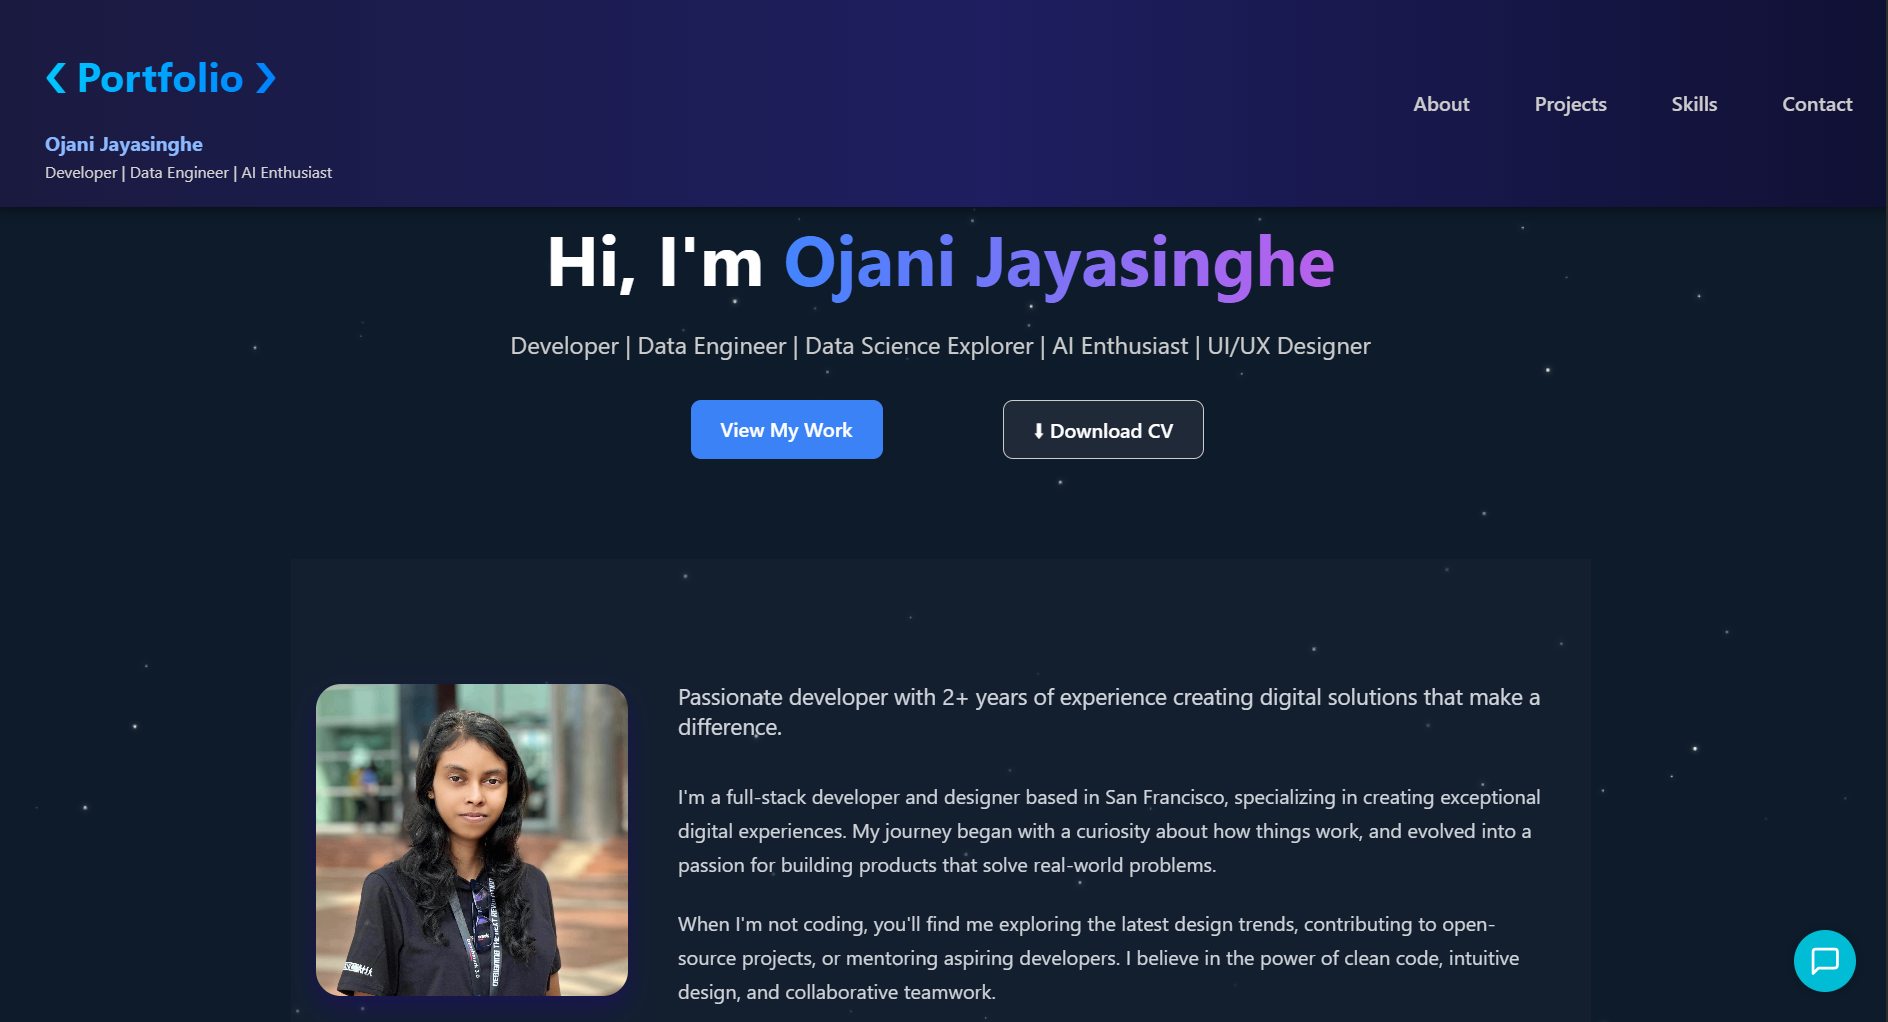 ❮ Portfolio ❯
Ojani Jayasinghe
Developer | Data Engineer | AI Enthusiast
About
Projects
Skills
Contact
Hi, I'm Ojani Jayasinghe
Developer | Data Engineer | Data Science Explorer | AI Enthusiast | UI/UX Designer
View My Work
⬇ Download CV
Passionate developer with 2+ years of experience creating digital solutions that make a
difference.
I'm a full-stack developer and designer based in San Francisco, specializing in creating exceptional
digital experiences. My journey began with a curiosity about how things work, and evolved into a
passion for building products that solve real-world problems.
When I'm not coding, you'll find me exploring the latest design trends, contributing to open-
source projects, or mentoring aspiring developers. I believe in the power of clean code, intuitive
design, and collaborative teamwork.